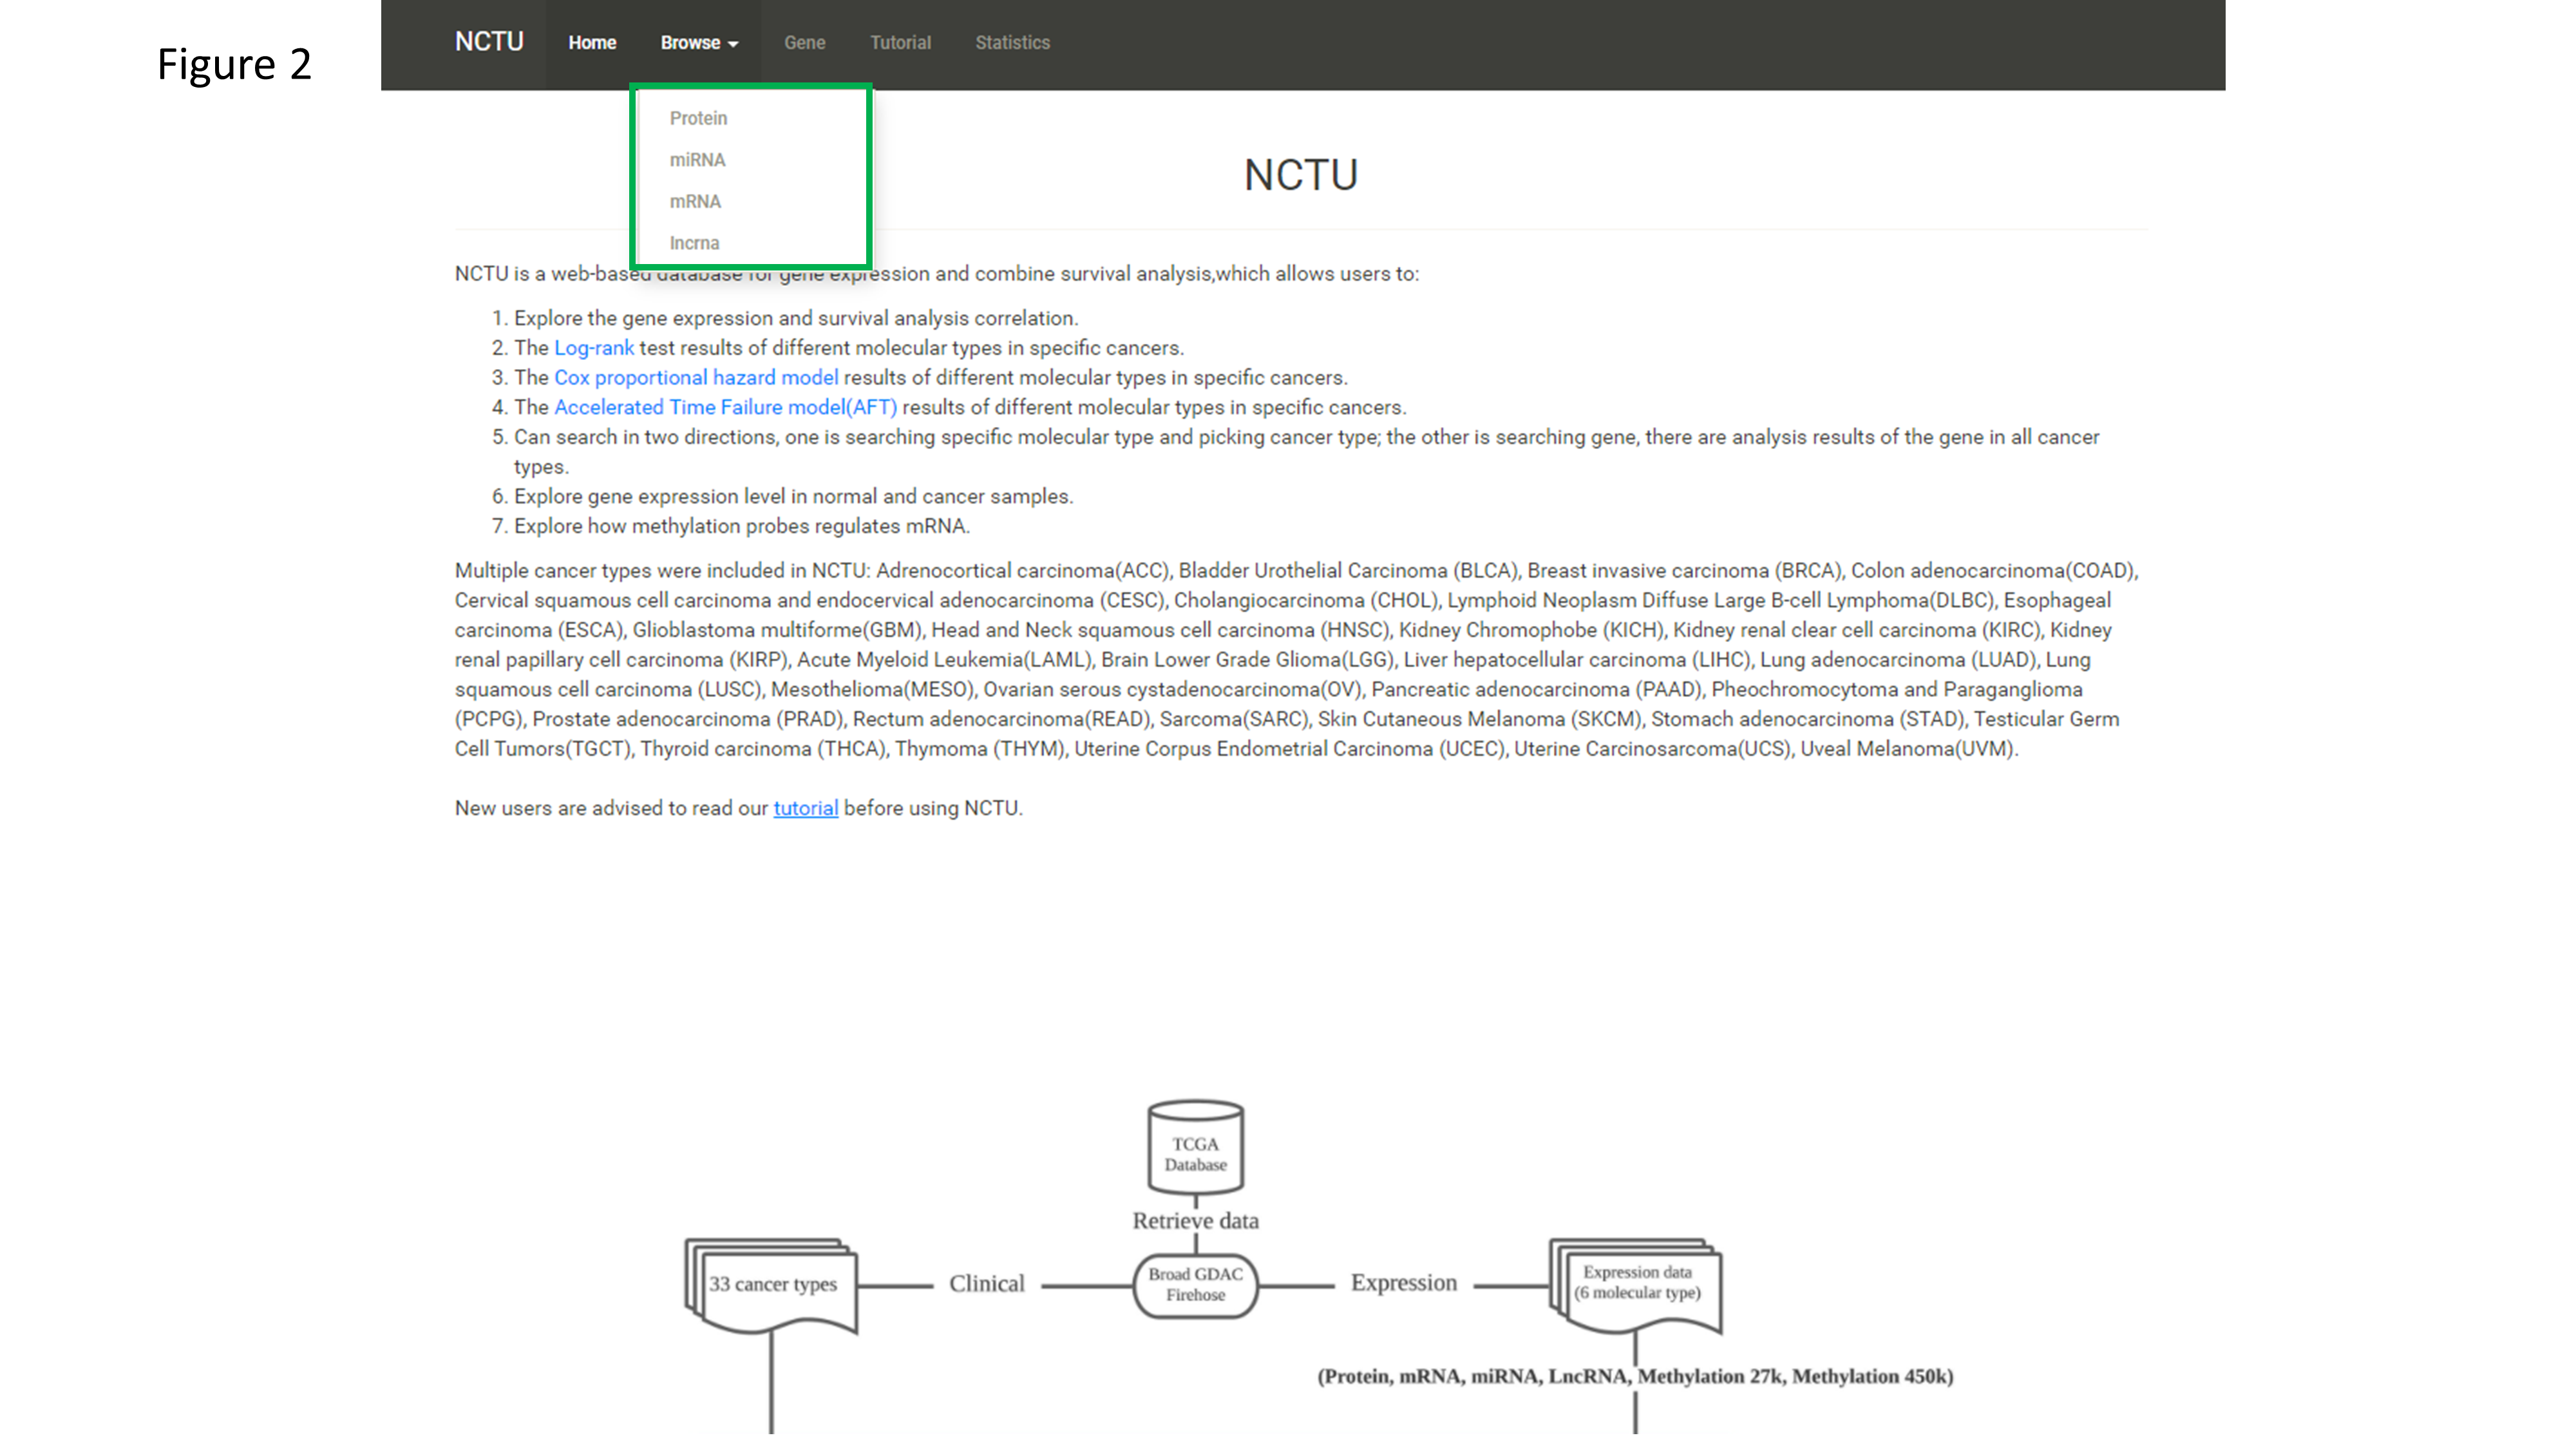 Figure 2
NCTU Home Browse Gene Tutorial Statistics
Protein
miRNA
mRNA
lncrna
NCTU
NCTU is a web-based database for gene expression and combine survival analysis,which allows users to:
1. Explore the gene expression and survival analysis correlation.
2. The Log-rank test results of different molecular types in specific cancers.
3. The Cox proportional hazard model results of different molecular types in specific cancers.
4. The Accelerated Time Failure model(AFT) results of different molecular types in specific cancers.
5. Can search in two directions, one is searching specific molecular type and picking cancer type; the other is searching gene, there are analysis results of the gene in all cancer
types.
6. Explore gene expression level in normal and cancer samples.
7. Explore how methylation probes regulates mRNA.
Multiple cancer types were included in NCTU: Adrenocortical carcinoma(ACC), Bladder Urothelial Carcinoma (BLCA), Breast invasive carcinoma (BRCA), Colon adenocarcinoma(COAD),
Cervical squamous cell carcinoma and endocervical adenocarcinoma (CESC), Cholangiocarcinoma (CHOL), Lymphoid Neoplasm Diffuse Large B-cell Lymphoma(DLBC), Esophageal
carcinoma (ESCA), Glioblastoma multiforme(GBM), Head and Neck squamous cell carcinoma (HNSC), Kidney Chromophobe (KICH), Kidney renal clear cell carcinoma (KIRC), Kidney
renal papillary cell carcinoma (KIRP), Acute Myeloid Leukemia(LAML), Brain Lower Grade Glioma(LGG), Liver hepatocellular carcinoma (LIHC), Lung adenocarcinoma (LUAD), Lung
squamous cell carcinoma (LUSC), Mesothelioma(MESO), Ovarian serous cystadenocarcinoma(OV), Pancreatic adenocarcinoma (PAAD), Pheochromocytoma and Paraganglioma
(PCPG), Prostate adenocarcinoma (PRAD), Rectum adenocarcinoma(READ), Sarcoma(SARC), Skin Cutaneous Melanoma (SKCM), Stomach adenocarcinoma (STAD), Testicular Germ
Cell Tumors(TGCT), Thyroid carcinoma (THCA), Thymoma (THYM), Uterine Corpus Endometrial Carcinoma (UCEC), Uterine Carcinosarcoma(UCS), Uveal Melanoma(UVM).
New users are advised to read our tutorial before using NCTU.
TCGA
Database
Retrieve data
33 cancer types
Clinical
Broad GDAC
Firehose
Expression
Expression data
(6 molecular type)
(Protein, mRNA, miRNA, LncRNA, Methylation 27k, Methylation 450k)